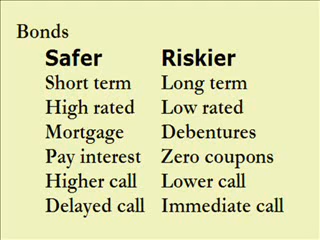 Bonds
Safer Riskier
Short term Long term
High rated Low rated
Mortgage Debentures
Pay interest Zero coupons
Higher call Lower call
Delayed call Immediate call